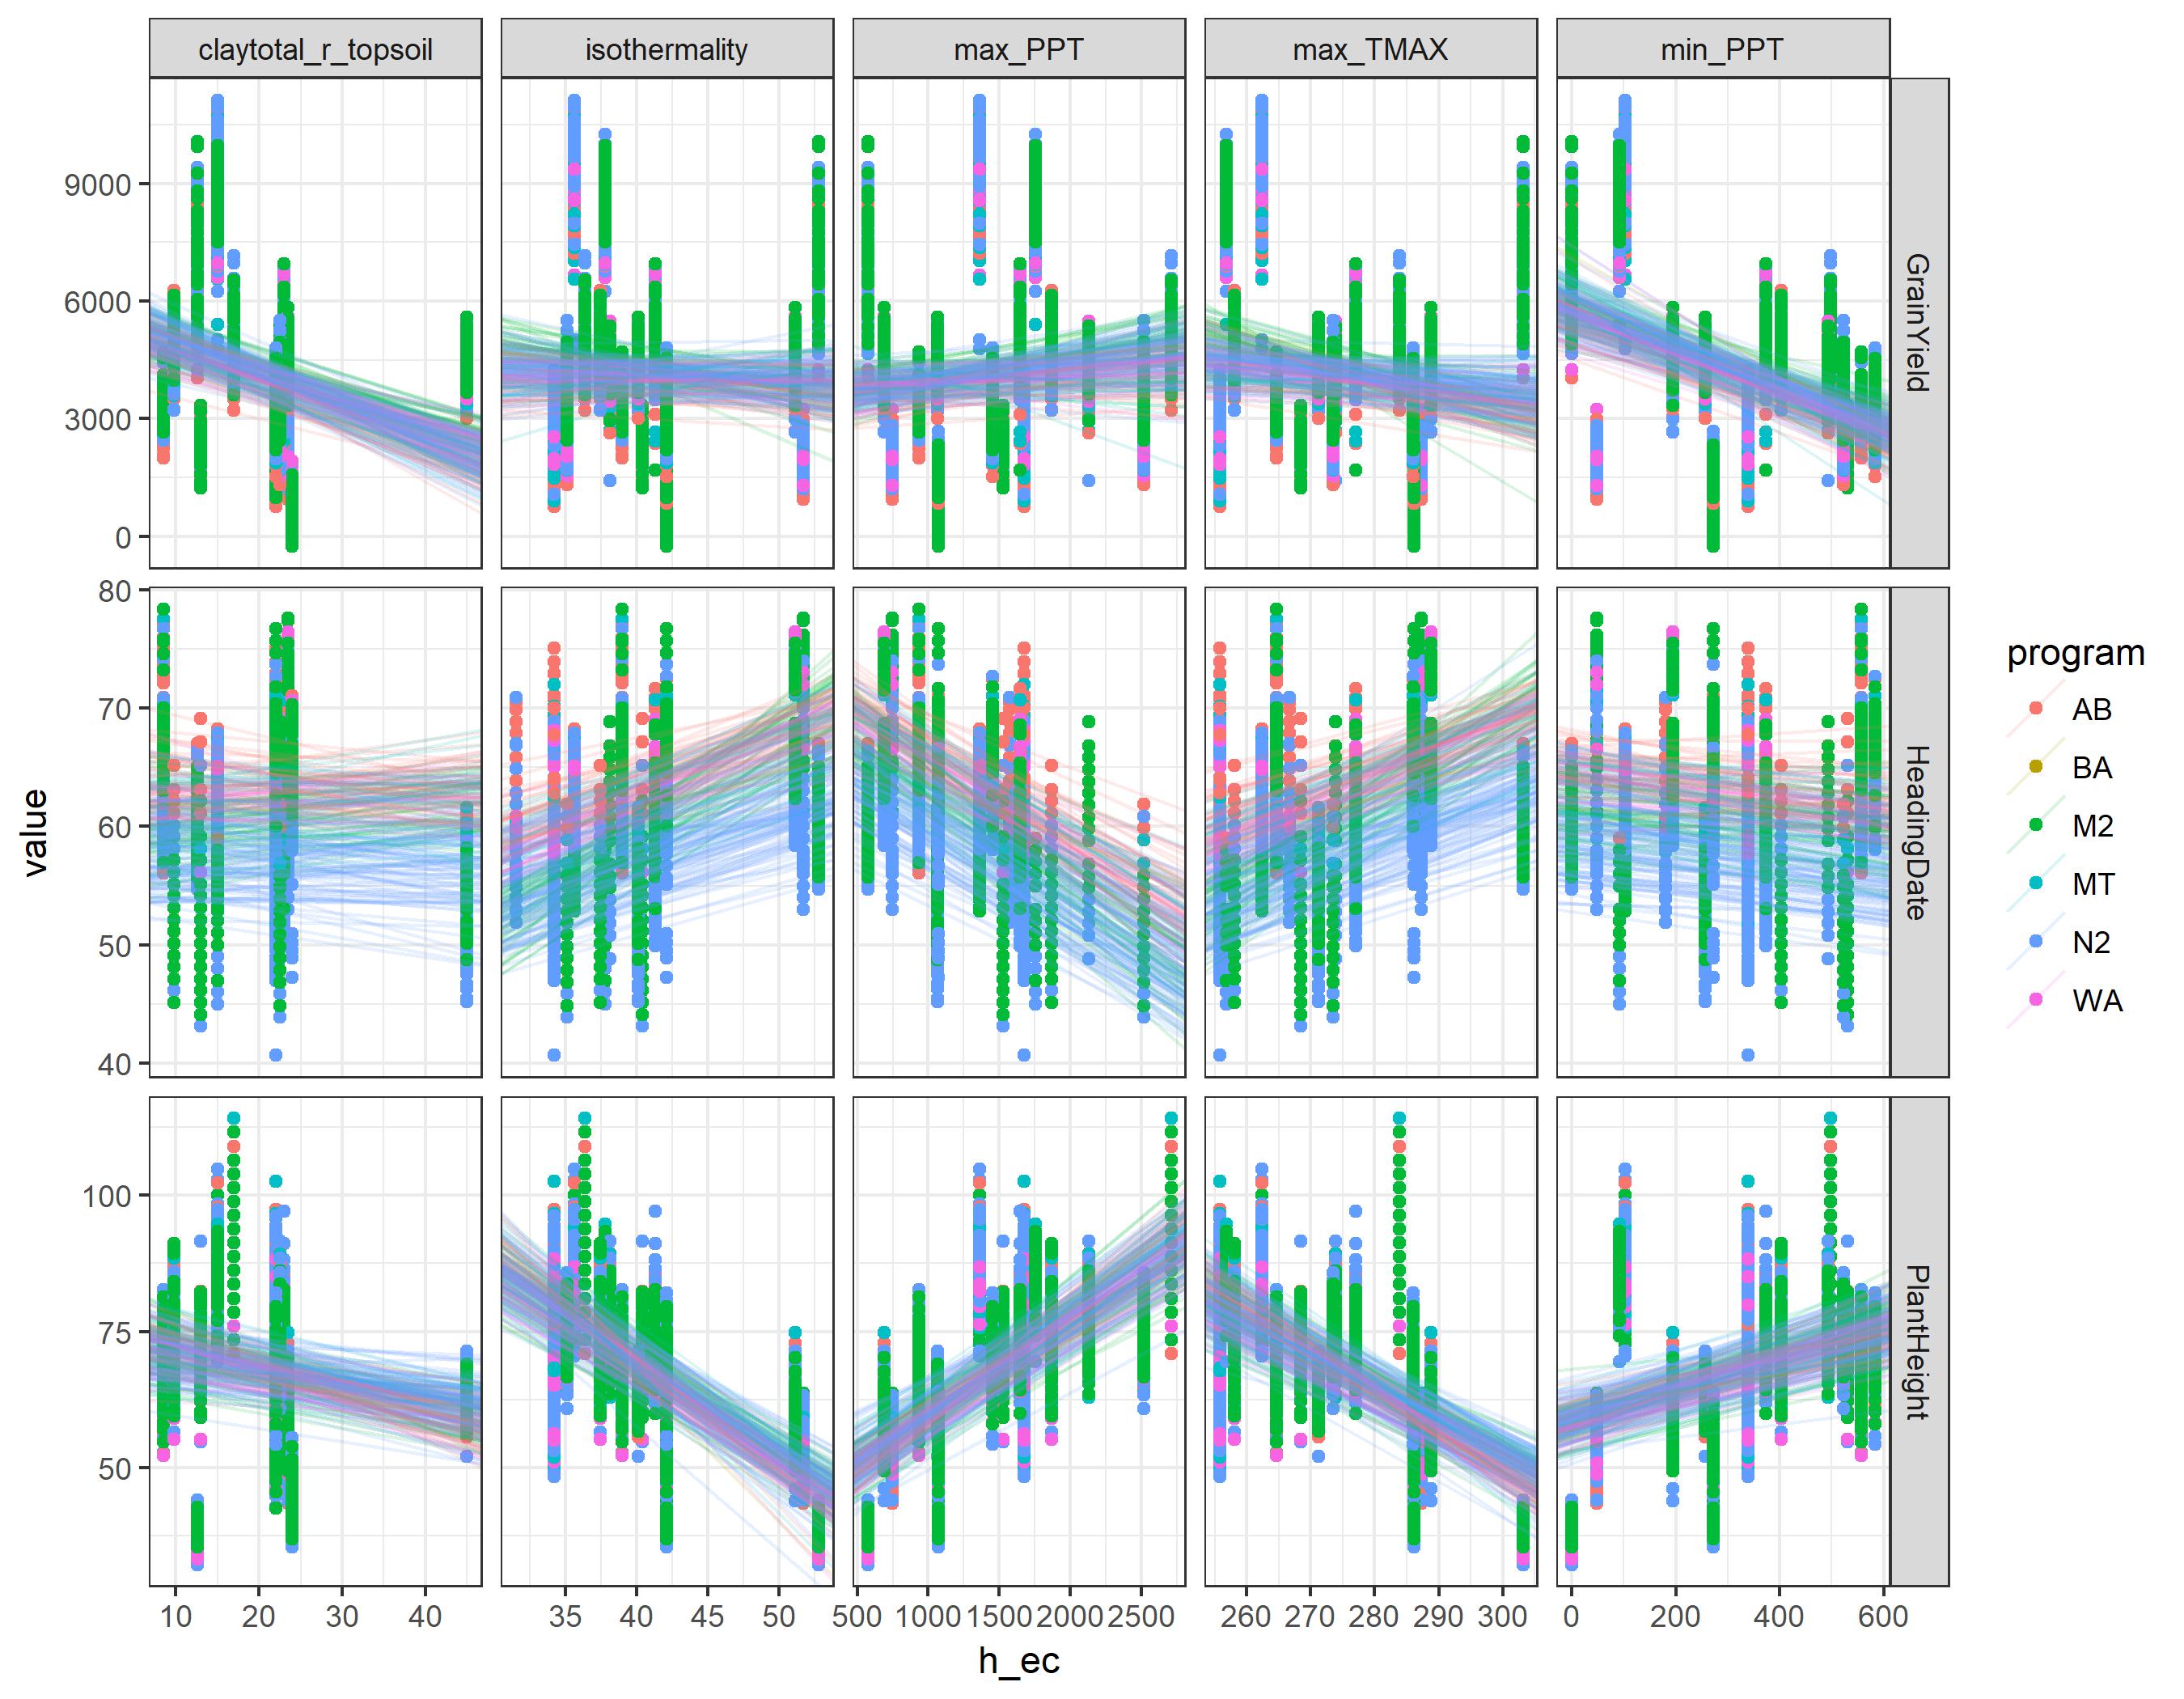 claytotal_r_topsoil isothermality max_PPT max_TMAX min_PPT
9000
6000
3000
0
GrainYield
80
70
60
50
40
HeadingDate
100
75
50
PlantHeight
value
10 20 30 40 35 40 45 50 500 1000 1500 2000 2500 260 270 280 290 300 0 200 400 600
h_ec
program
AB
BA
M2
MT
N2
WA